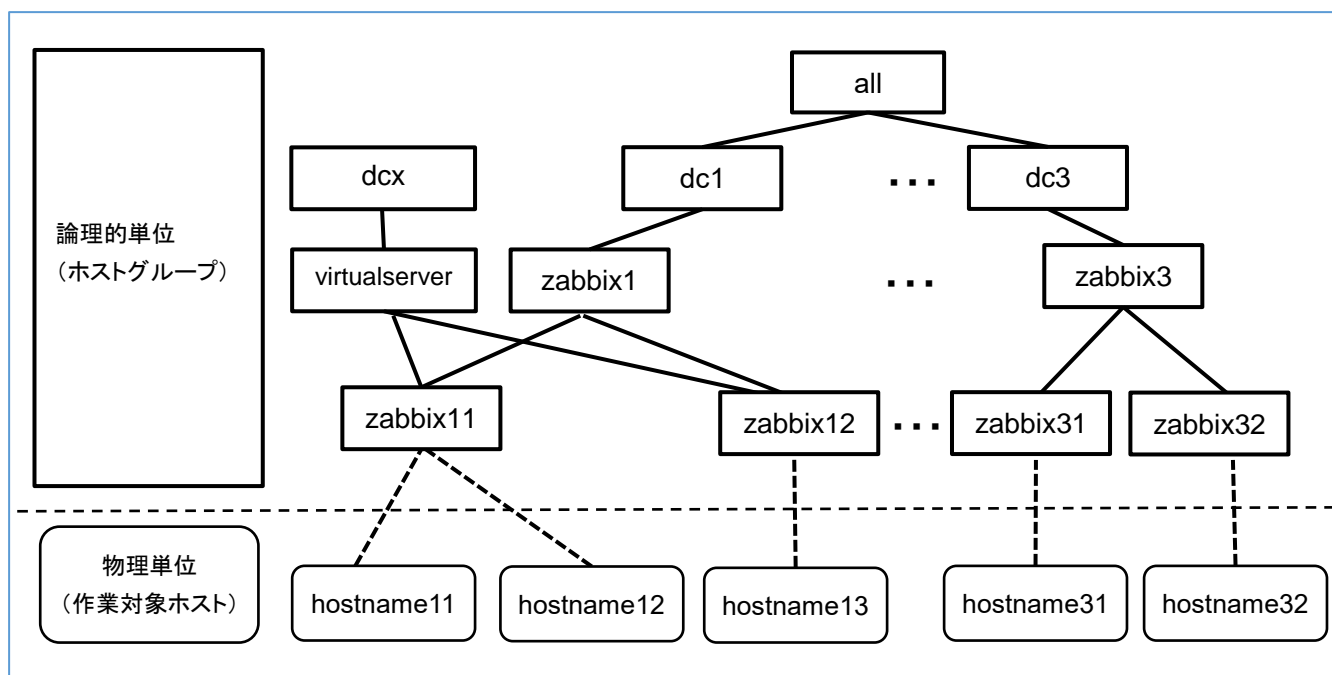 all
dcx
dc1
...
dc3
論理的単位
（ホストグループ）
virtualserver
zabbix1
...
zabbix3
zabbix11
zabbix12
...
zabbix31
zabbix32
物理単位
（作業対象ホスト）
hostname11
hostname12
hostname13
hostname31
hostname32